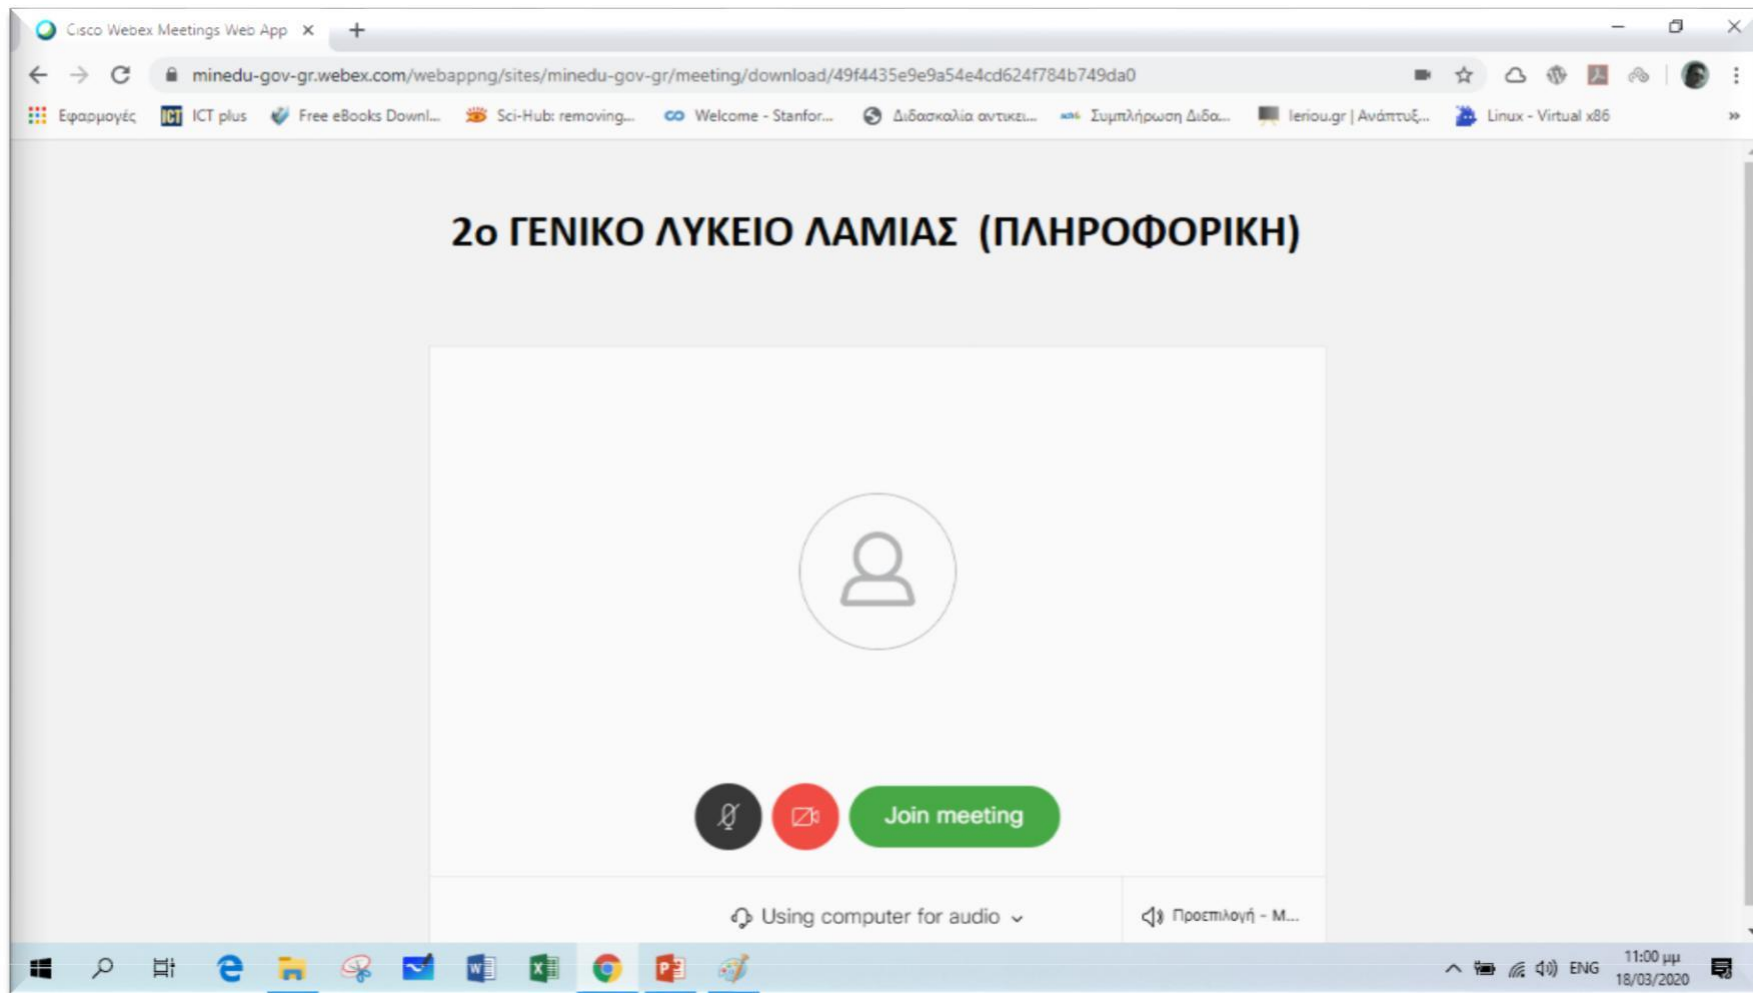 Cisco Webex Meetings Web App
minedu-gov-gr.webex.com/webappng/sites/minedu-gov-gr/meeting/download/49f4435e9e9a54e4cd624f784b749da0
Εφαρμογές ICT ICT plus Free eBooks Downl... Sci-Hub: removing... Welcome - Stanfor... Διδασκαλία αντικει... Συμπλήρωση Διδα... Ieriou.gr | Ανάπτυξ... Linux - Virtual x86
2ο ΓΕΝΙΚΟ ΛΥΚΕΙΟ ΛΑΜΙΑΣ (ΠΛΗΡΟΦΟΡΙΚΗ)
Join meeting
Using computer for audio
Προεπιλογή - M...
ENG
11:00 μμ
18/03/2020